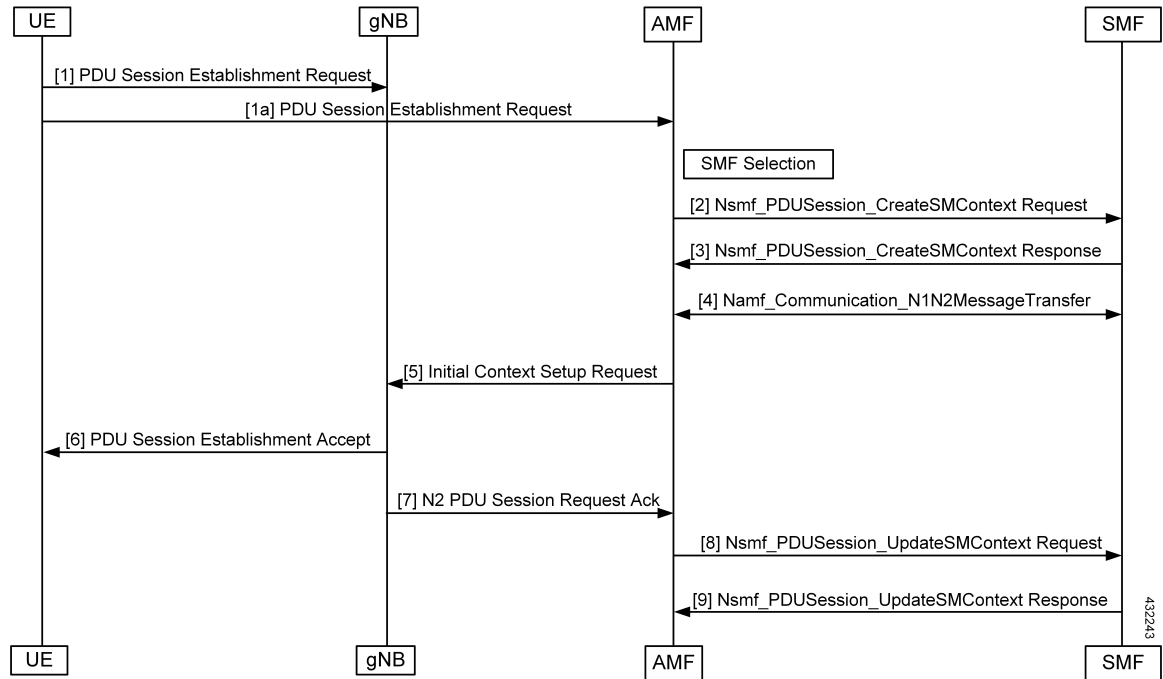 UE
gNB
AMF
SMF
[1] PDU Session Establishment Request
[1a] PDU Session Establishment Request
SMF Selection
[2] Nsmf_PDUSession_CreateSMContext Request
[3] Nsmf_PDUSession_CreateSMContext Response
[4] Namf_Communication_N1N2MessageTransfer
[5] Initial Context Setup Request
[6] PDU Session Establishment Accept
[7] N2 PDU Session Request Ack
[8] Nsmf_PDUSession_UpdateSMContext Request
[9] Nsmf_PDUSession_UpdateSMContext Response
432243
UE
gNB
AMF
SMF